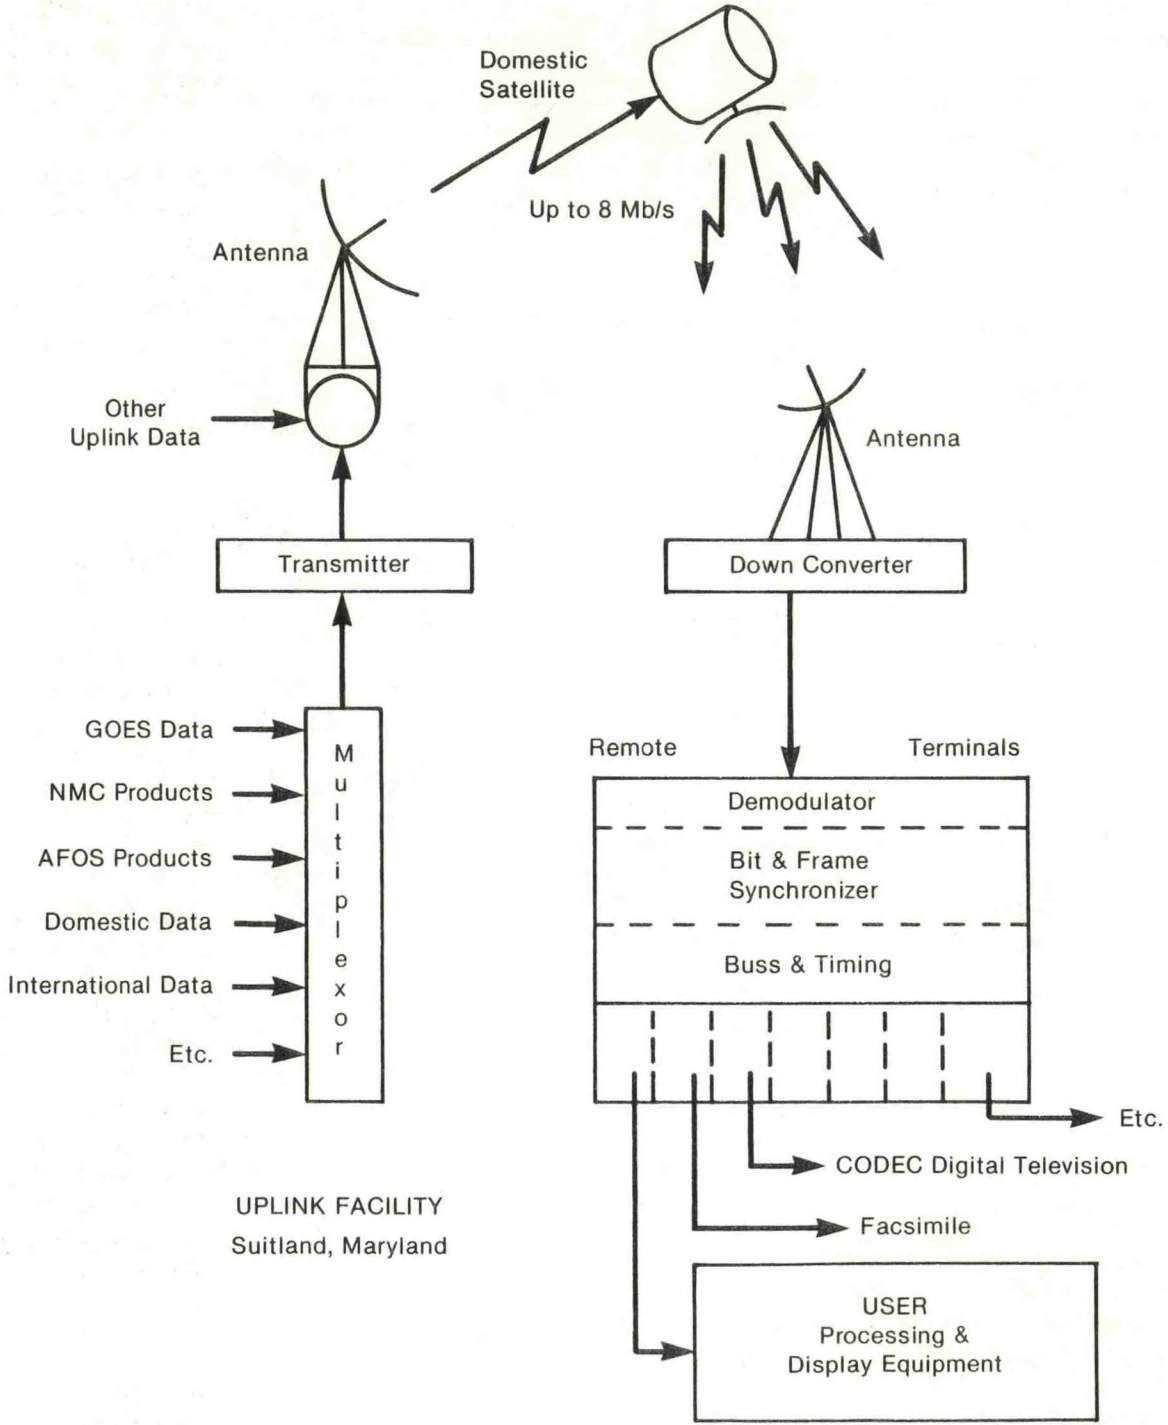 Domestic
Satellite
Up to 8 Mb/s
Antenna
Other
Uplink Data
Antenna
Transmitter
Down Converter
GOES Data
NMC Products
AFOS Products
Domestic Data
International Data
Etc.
Multiplexor
Remote Terminals
Demodulator
Bit & Frame
Synchronizer
Buss & Timing
Etc.
CODEC Digital Television
Facsimile
USER
Processing &
Display Equipment
UPLINK FACILITY
Suitland, Maryland